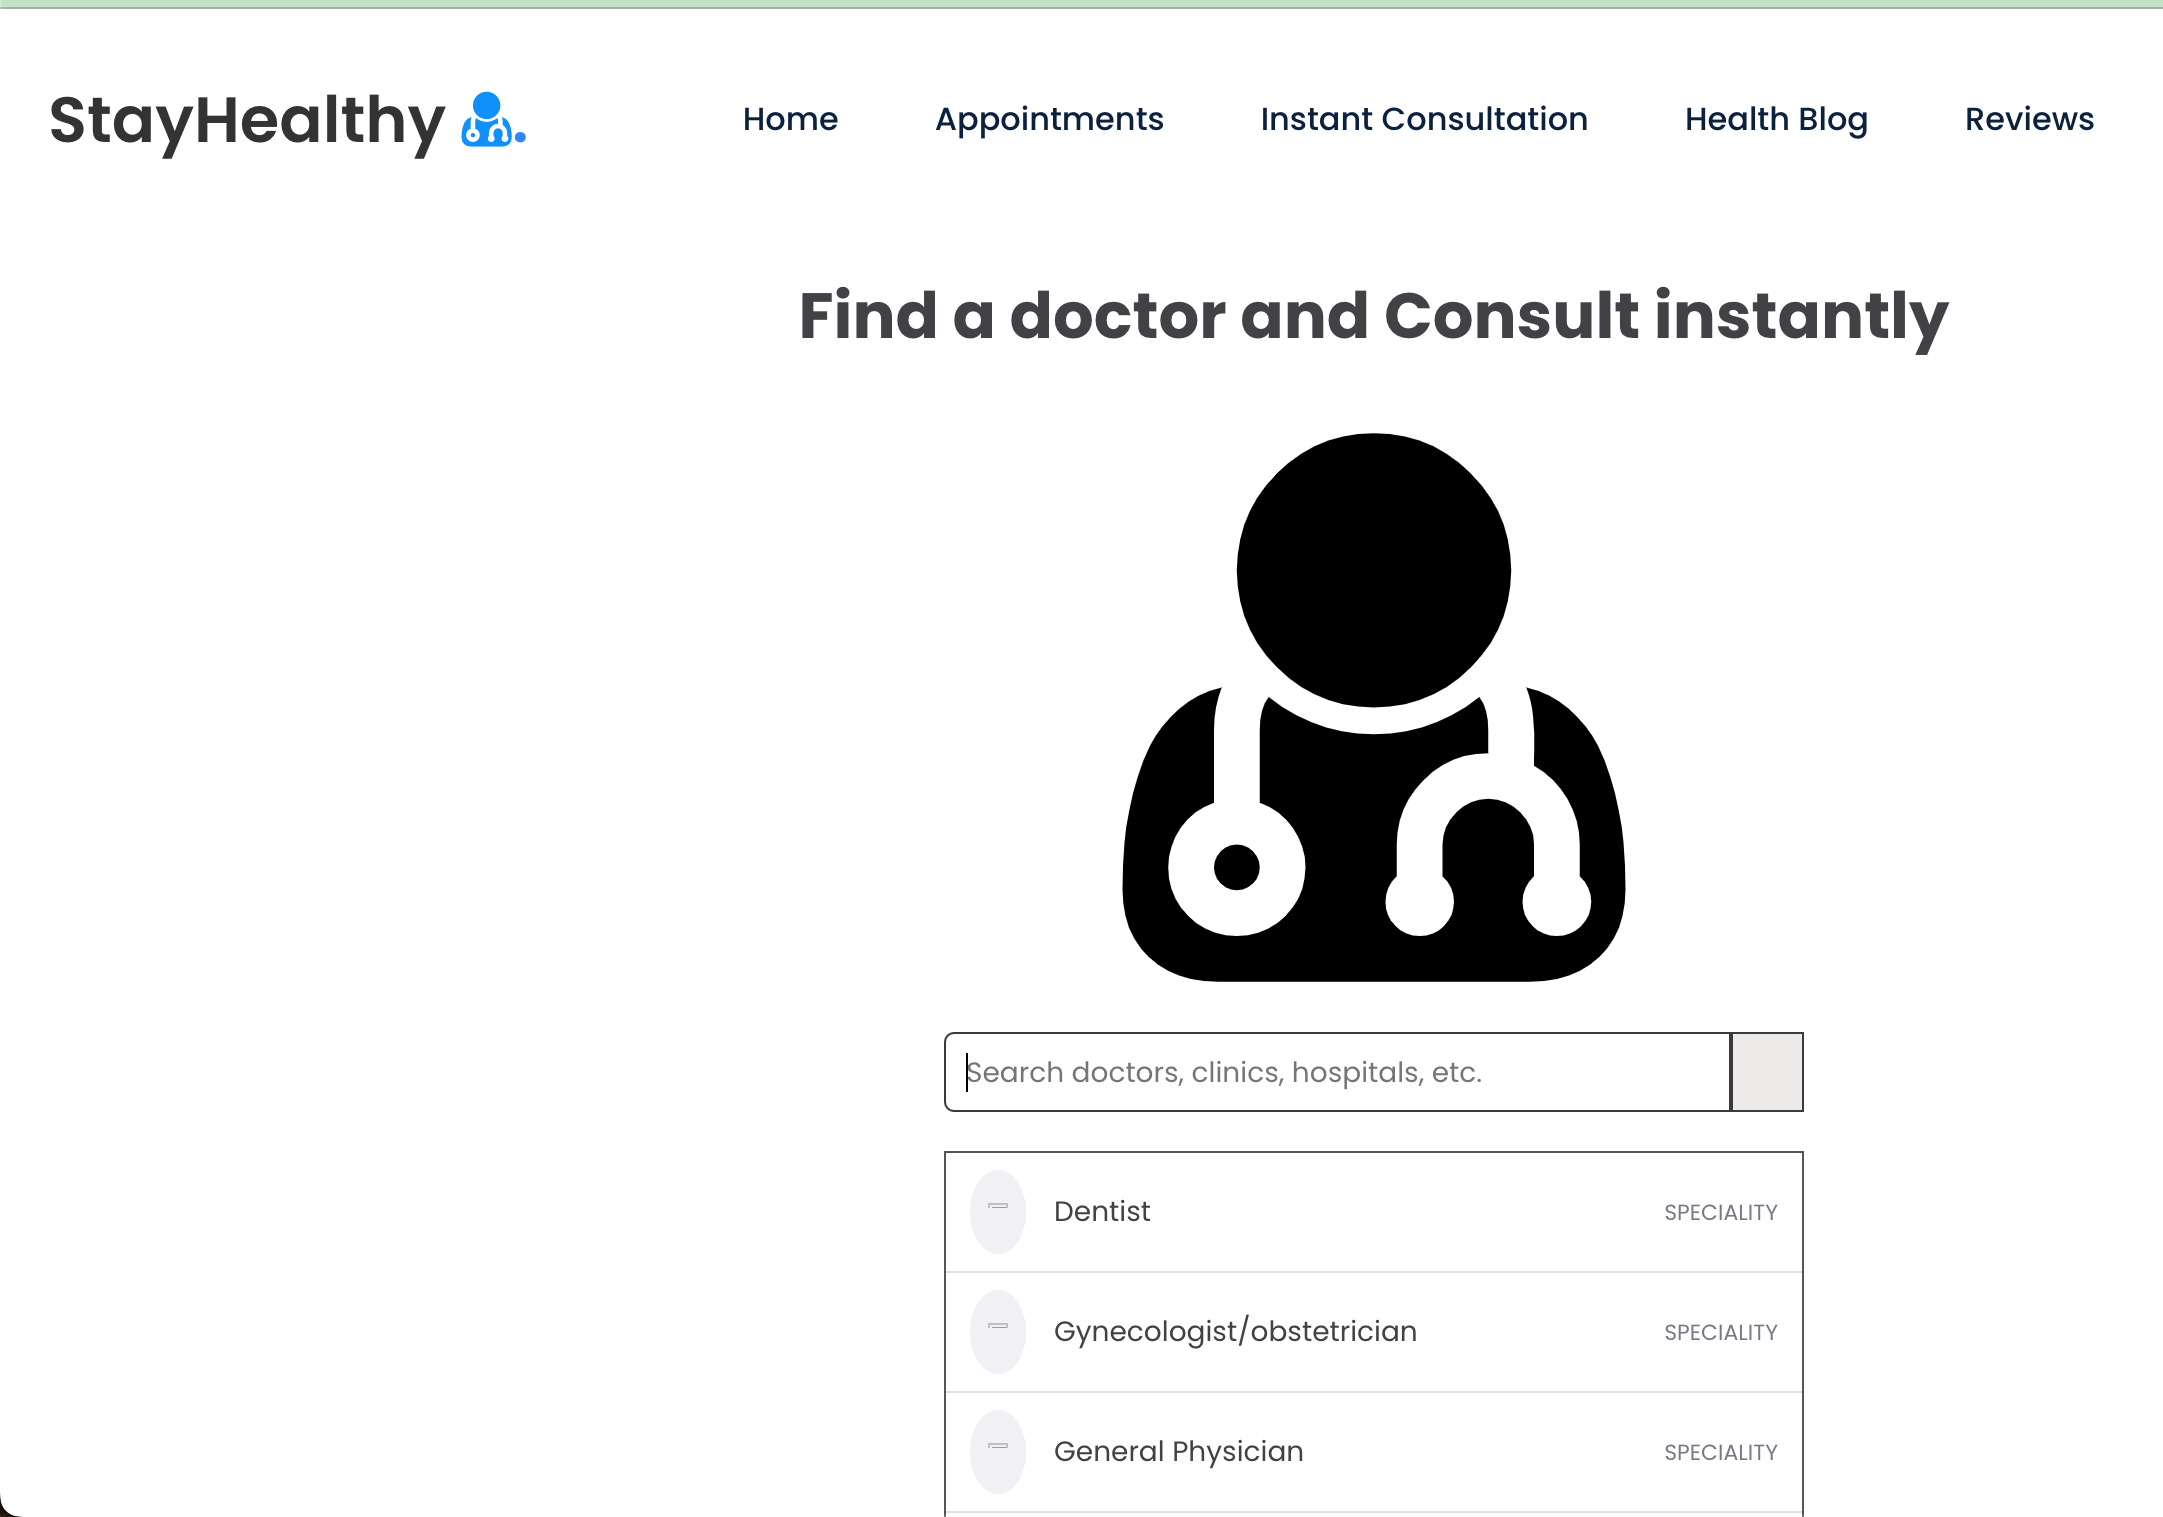 StayHealthy
Home Appointments Instant Consultation Health Blog Reviews
Find a doctor and Consult instantly
Search doctors, clinics, hospitals, etc.
Dentist SPECIALITY
Gynecologist/obstetrician SPECIALITY
General Physician SPECIALITY